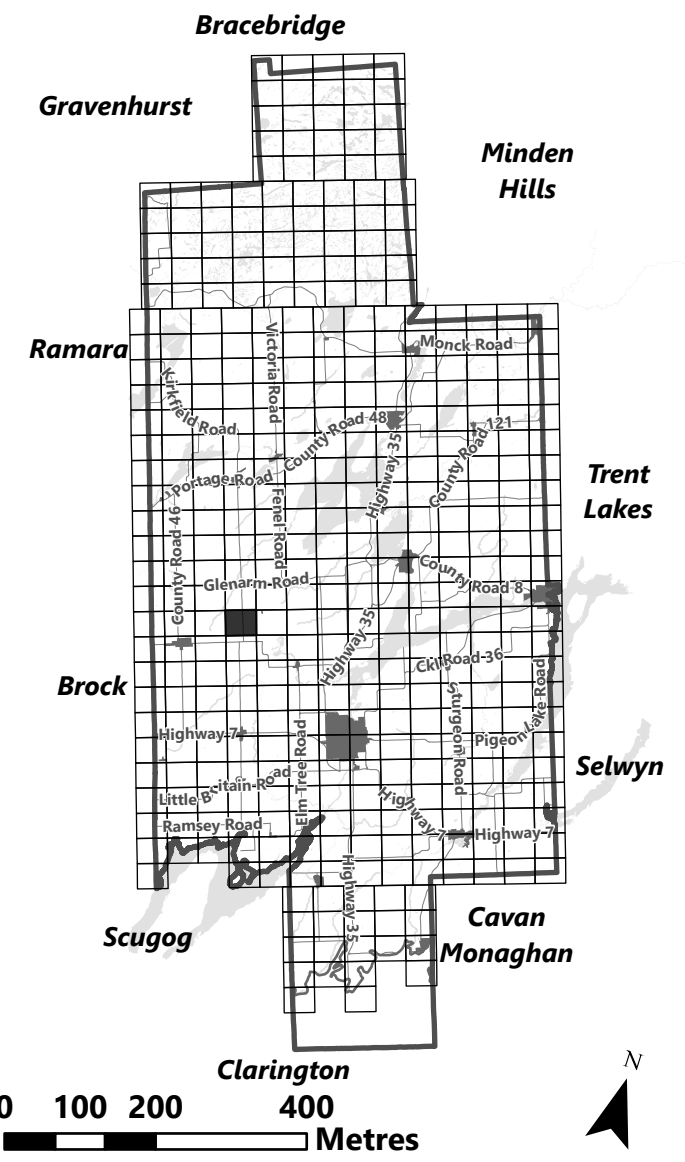 Bracebridge
Gravenhurst
Minden
Hills
Ramara
Monck Road
Victoria Road
Kirkfield Road
County Road 48
County Road 121
Highway 35
Portage Road
Trent
Lakes
Fenel Road
County Road 46
Glenarm Road
County Road 8
Highway 35
Ckl Road 36
Brock
Sturgeon Road
Pigeon Lake Road
Highway 7
Elm Tree Road
Selwyn
Little Britain Road
Highway 7
Highway 7
Ramsey Road
Highway 35
Scugog
Cavan
Monaghan
Clarington
N
0 100 200 400
Metres